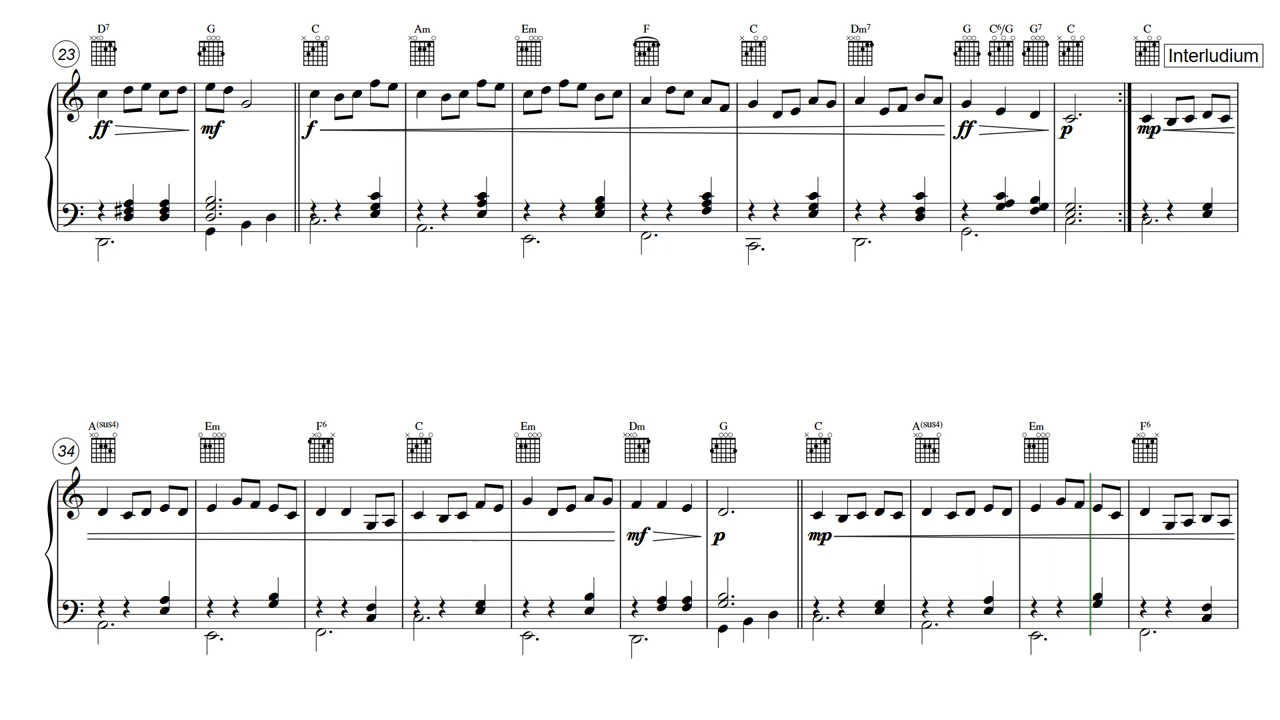 D7 G C Am Em F C Dm7 G C6/G G7 C C
23 Interludium
ff mf f ff p mp
A(sus4) Em F6 C Em Dm G C A(sus4) Em F6
34
mf p mp